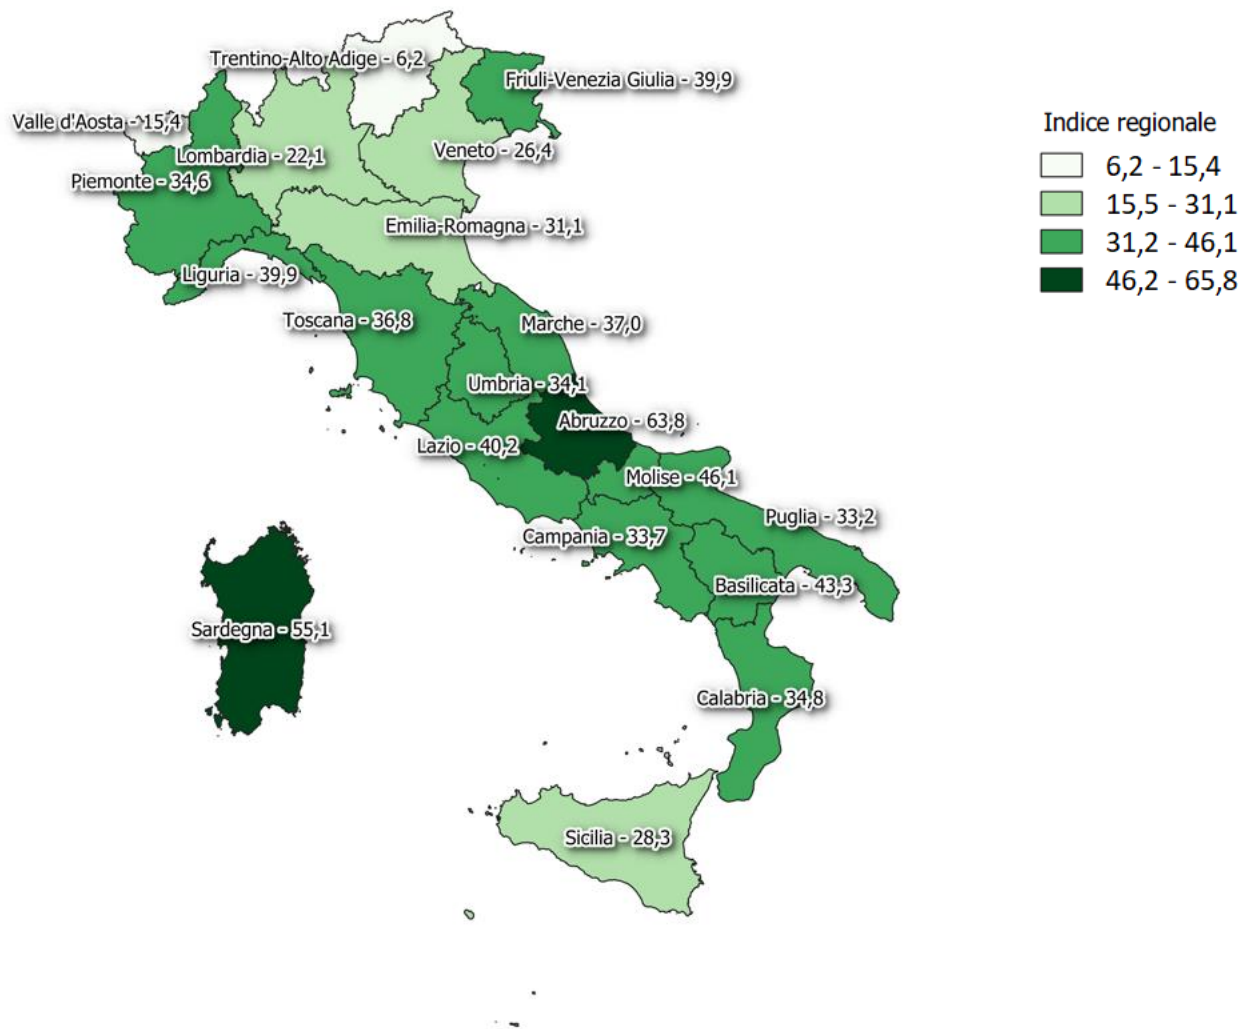 Trentino-Alto Adige - 6,2
Friuli-Venezia Giulia - 39,9
Valle d'Aosta - 15,4
Veneto - 26,4
Lombardia - 22,1
Piemonte - 34,6
Emilia-Romagna - 31,1
Liguria - 39,9
Toscana - 36,8
Marche - 37,0
Umbria - 34,1
Abruzzo - 63,8
Lazio - 40,2
Molise - 46,1
Puglia - 33,2
Campania - 33,7
Basilicata - 43,3
Sardegna - 55,1
Calabria - 34,8
Sicilia - 28,3
Indice regionale
6,2 - 15,4
15,5 - 31,1
31,2 - 46,1
46,2 - 65,8